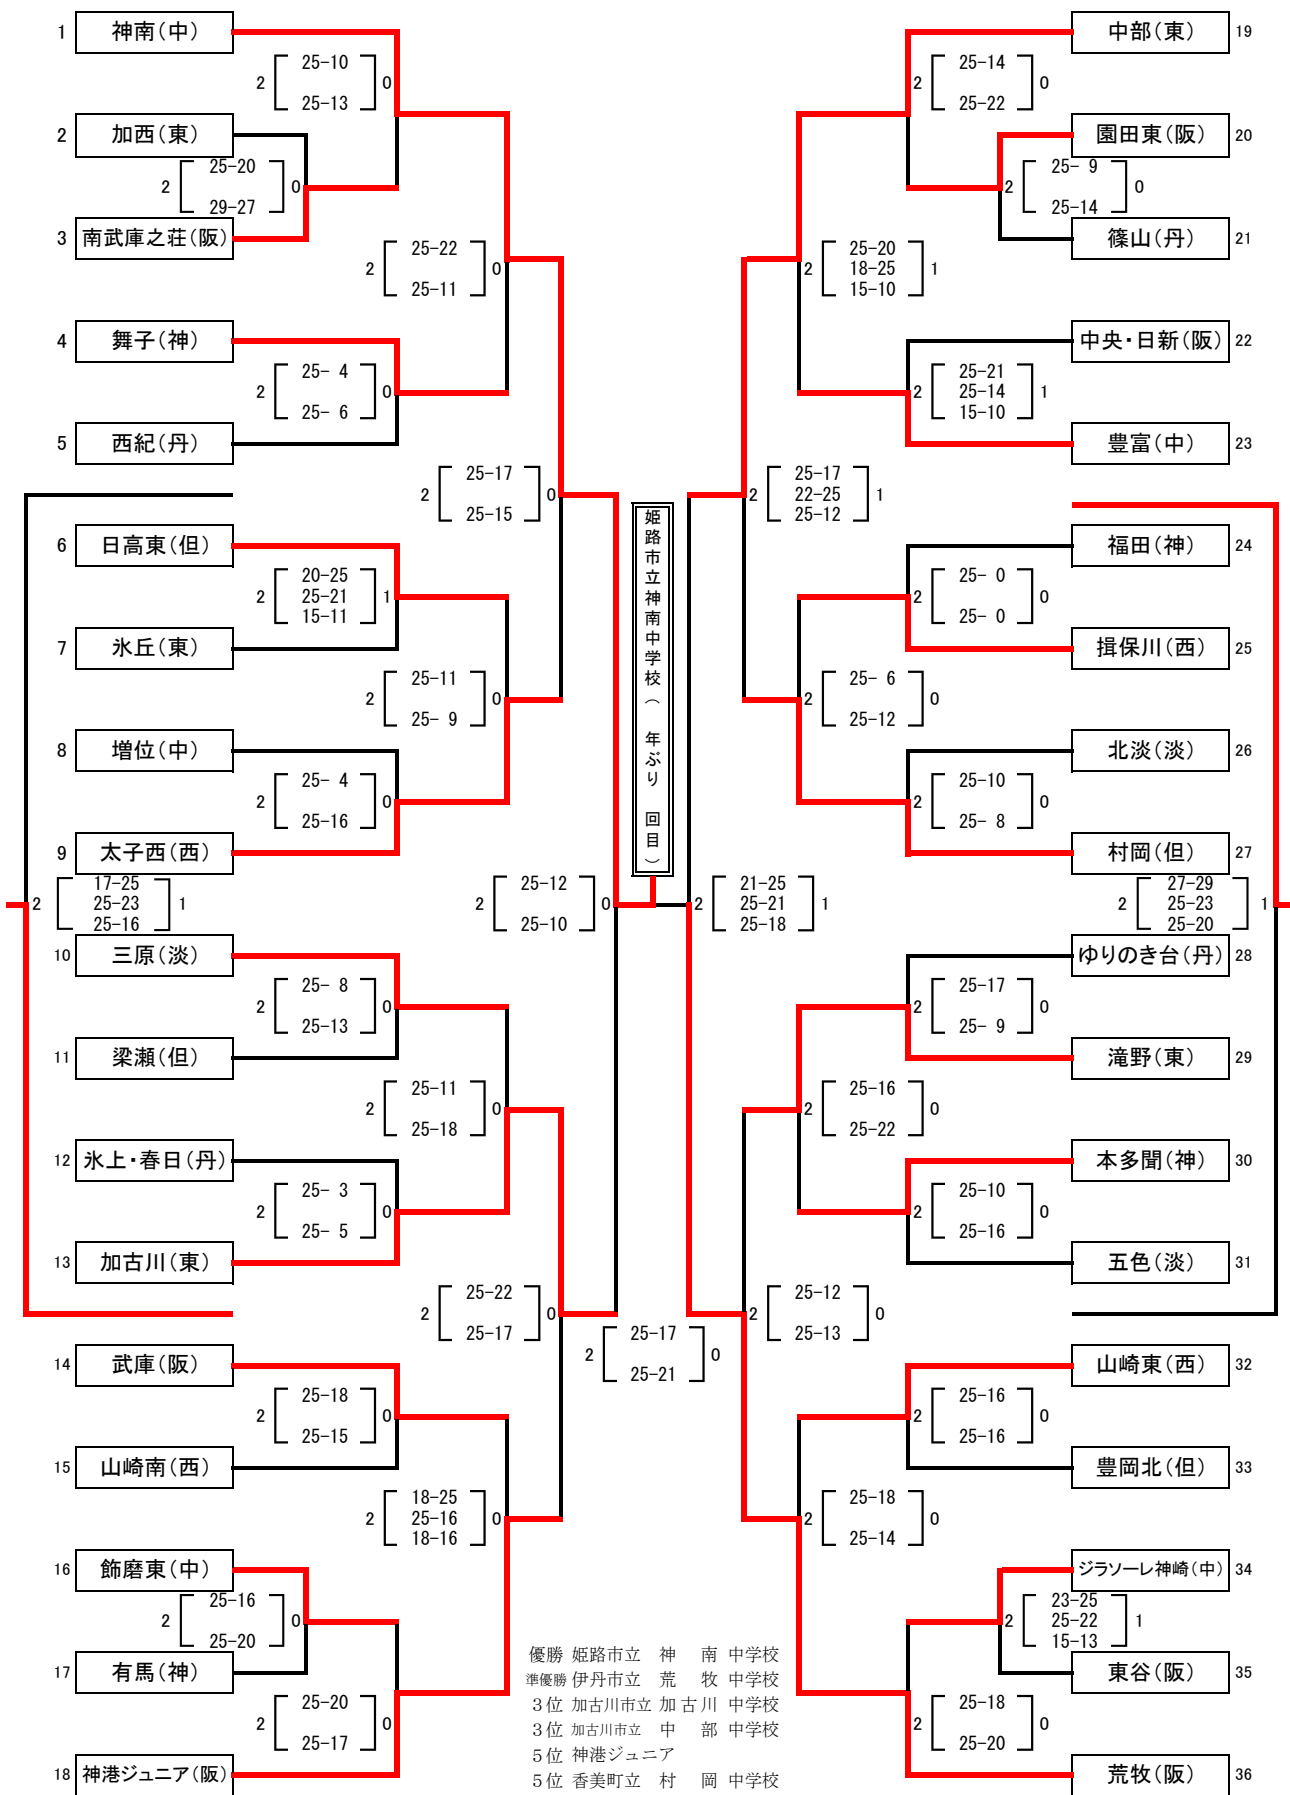 1 神南(中)
2 25-10 0
25-13
2 加西(東)
2 25-20 0
29-27
3 南武庫之荘(阪)
2 25-22 0
25-11
4 舞子(神)
2 25- 4 0
25- 6
5 西紀(丹)
2 25-17 0
25-15
6 日高東(但)
20-25
2 25-21 1
15-11
7 氷丘(東)
2 25-11 0
25- 9
8 増位(中)
2 25- 4 0
25-16
9 太子西(西)
17-25
2 25-23 1
25-16
2 25-12 0
25-10
10 三原(淡)
2 25- 8 0
25-13
11 梁瀬(但)
2 25-11 0
25-18
12 氷上・春日(丹)
2 25- 3 0
25- 5
13 加古川(東)
2 25-22 0
25-17
14 武庫(阪)
2 25-18 0
25-15
15 山崎南(西)
18-25
2 25-16 0
18-16
16 飾磨東(中)
2 25-16 0
25-20
17 有馬(神)
2 25-20 0
25-17
18 神港ジュニア(阪)
姫路市立神南中学校( 年ぶり 回目)
2 25-17 0
25-21
中部(東) 19
2 25-14 0
25-22
園田東(阪) 20
2 25- 9 0
25-14
篠山(丹) 21
25-20
2 18-25 1
15-10
中央・日新(阪) 22
25-21
2 25-14 1
15-10
豊富(中) 23
25-17
2 22-25 1
25-12
福田(神) 24
2 25- 0 0
25- 0
揖保川(西) 25
2 25- 6 0
25-12
北淡(淡) 26
2 25-10 0
25- 8
村岡(但) 27
27-29
2 25-23 1
25-20
21-25
2 25-21 1
25-18
ゆりのき台(丹) 28
2 25-17 0
25- 9
滝野(東) 29
2 25-16 0
25-22
本多聞(神) 30
2 25-10 0
25-16
五色(淡) 31
2 25-12 0
25-13
山崎東(西) 32
2 25-16 0
25-16
豊岡北(但) 33
2 25-18 0
25-14
ジラソーレ神崎(中) 34
23-25
2 25-22 1
15-13
東谷(阪) 35
2 25-18 0
25-20
荒牧(阪) 36
優勝 姫路市立 神 南 中学校
準優勝 伊丹市立 荒 牧 中学校
3位 加古川市立 加古川 中学校
3位 加古川市立 中 部 中学校
5位 神港ジュニア
5位 香美町立 村 岡 中学校